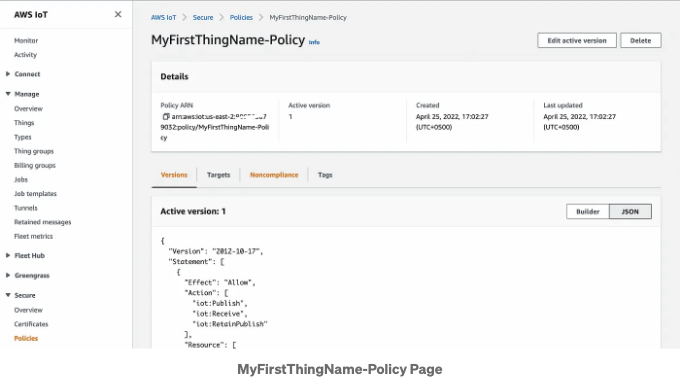 AWS IoT
Monitor
Activity
Connect
Manage
Overview
Things
Types
Thing groups
Billing groups
Jobs
Job templates
Tunnels
Retained messages
Fleet metrics
Fleet Hub
Greengrass
Secure
Overview
Certificates
Policies
AWS IoT > Secure > Policies > MyFirstThingName-Policy
MyFirstThingName-Policy Info
Edit active version
Delete
Details
Policy ARN
arn:aws:iot:us-east-2:
9032:policy/MyFirstThingName-Poli
cy
Active version
1
Created
April 25, 2022, 17:02:27
(UTC+0500)
Last updated
April 25, 2022, 17:02:27
(UTC+0500)
Versions
Targets
Noncompliance
Tags
Active version: 1
Builder
JSON
{
"Version": "2012-10-17",
"Statement": [
{
"Effect": "Allow",
"Action": [
"iot:Publish",
"iot:Receive",
"iot:RetainPublish"
],
"Resource": [
MyFirstThingName-Policy Page